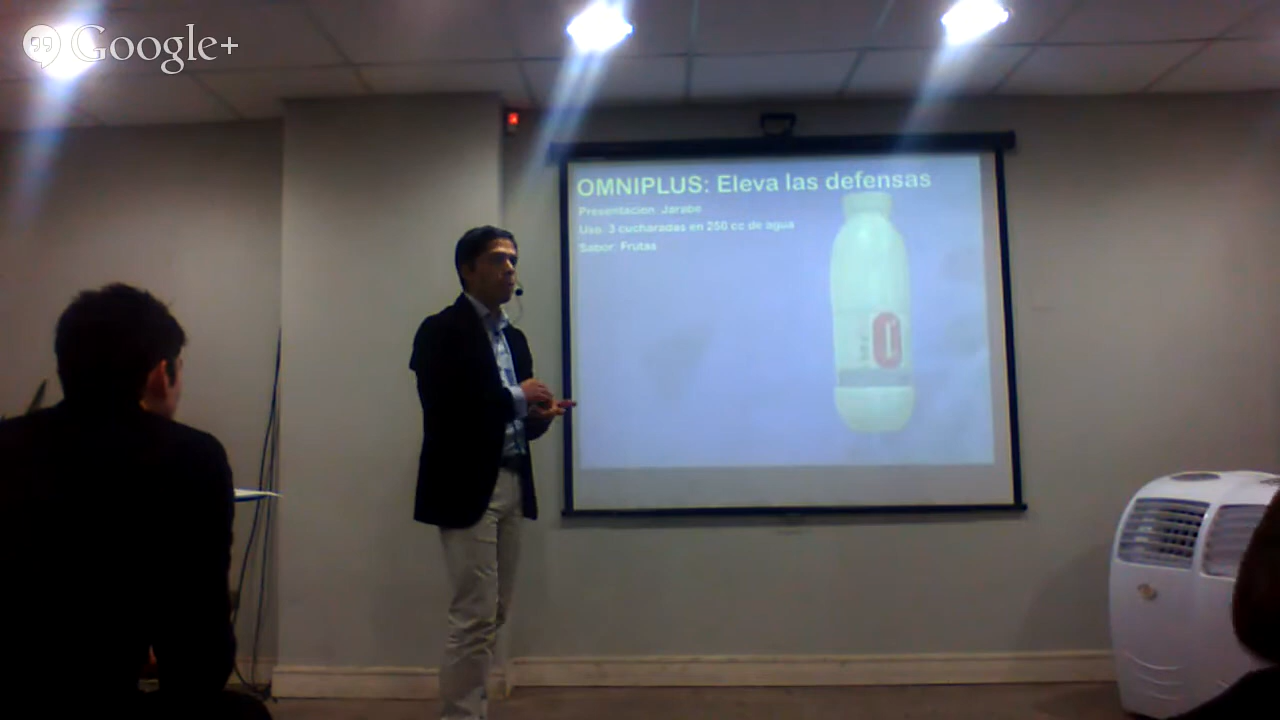 Google+
OMNIPLUS: Eleva las defensas
Presentacion: Jarabe
Uso: 3 cucharadas en 250 cc de agua
Sabor: Frutas